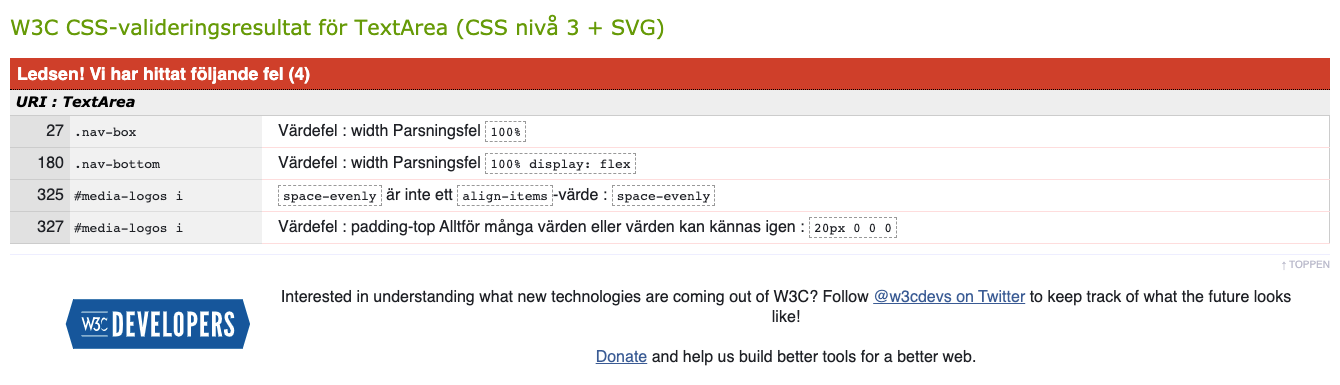 W3C CSS-valideringsresultat för TextArea (CSS nivå 3 + SVG)
Ledsen! Vi har hittat följande fel (4)
URI : TextArea
27 .nav-box Värdefel : width Parsningsfel 100%
180 .nav-bottom Värdefel : width Parsningsfel 100% display: flex
325 #media-logos i space-evenly är inte ett align-items-värde : space-evenly
327 #media-logos i Värdefel : padding-top Alltför många värden eller värden kan kännas igen : 20px 0 0 0
↑ TOPPEN
W3C DEVELOPERS
Interested in understanding what new technologies are coming out of W3C? Follow @w3cdevs on Twitter to keep track of what the future looks
like!
Donate and help us build better tools for a better web.